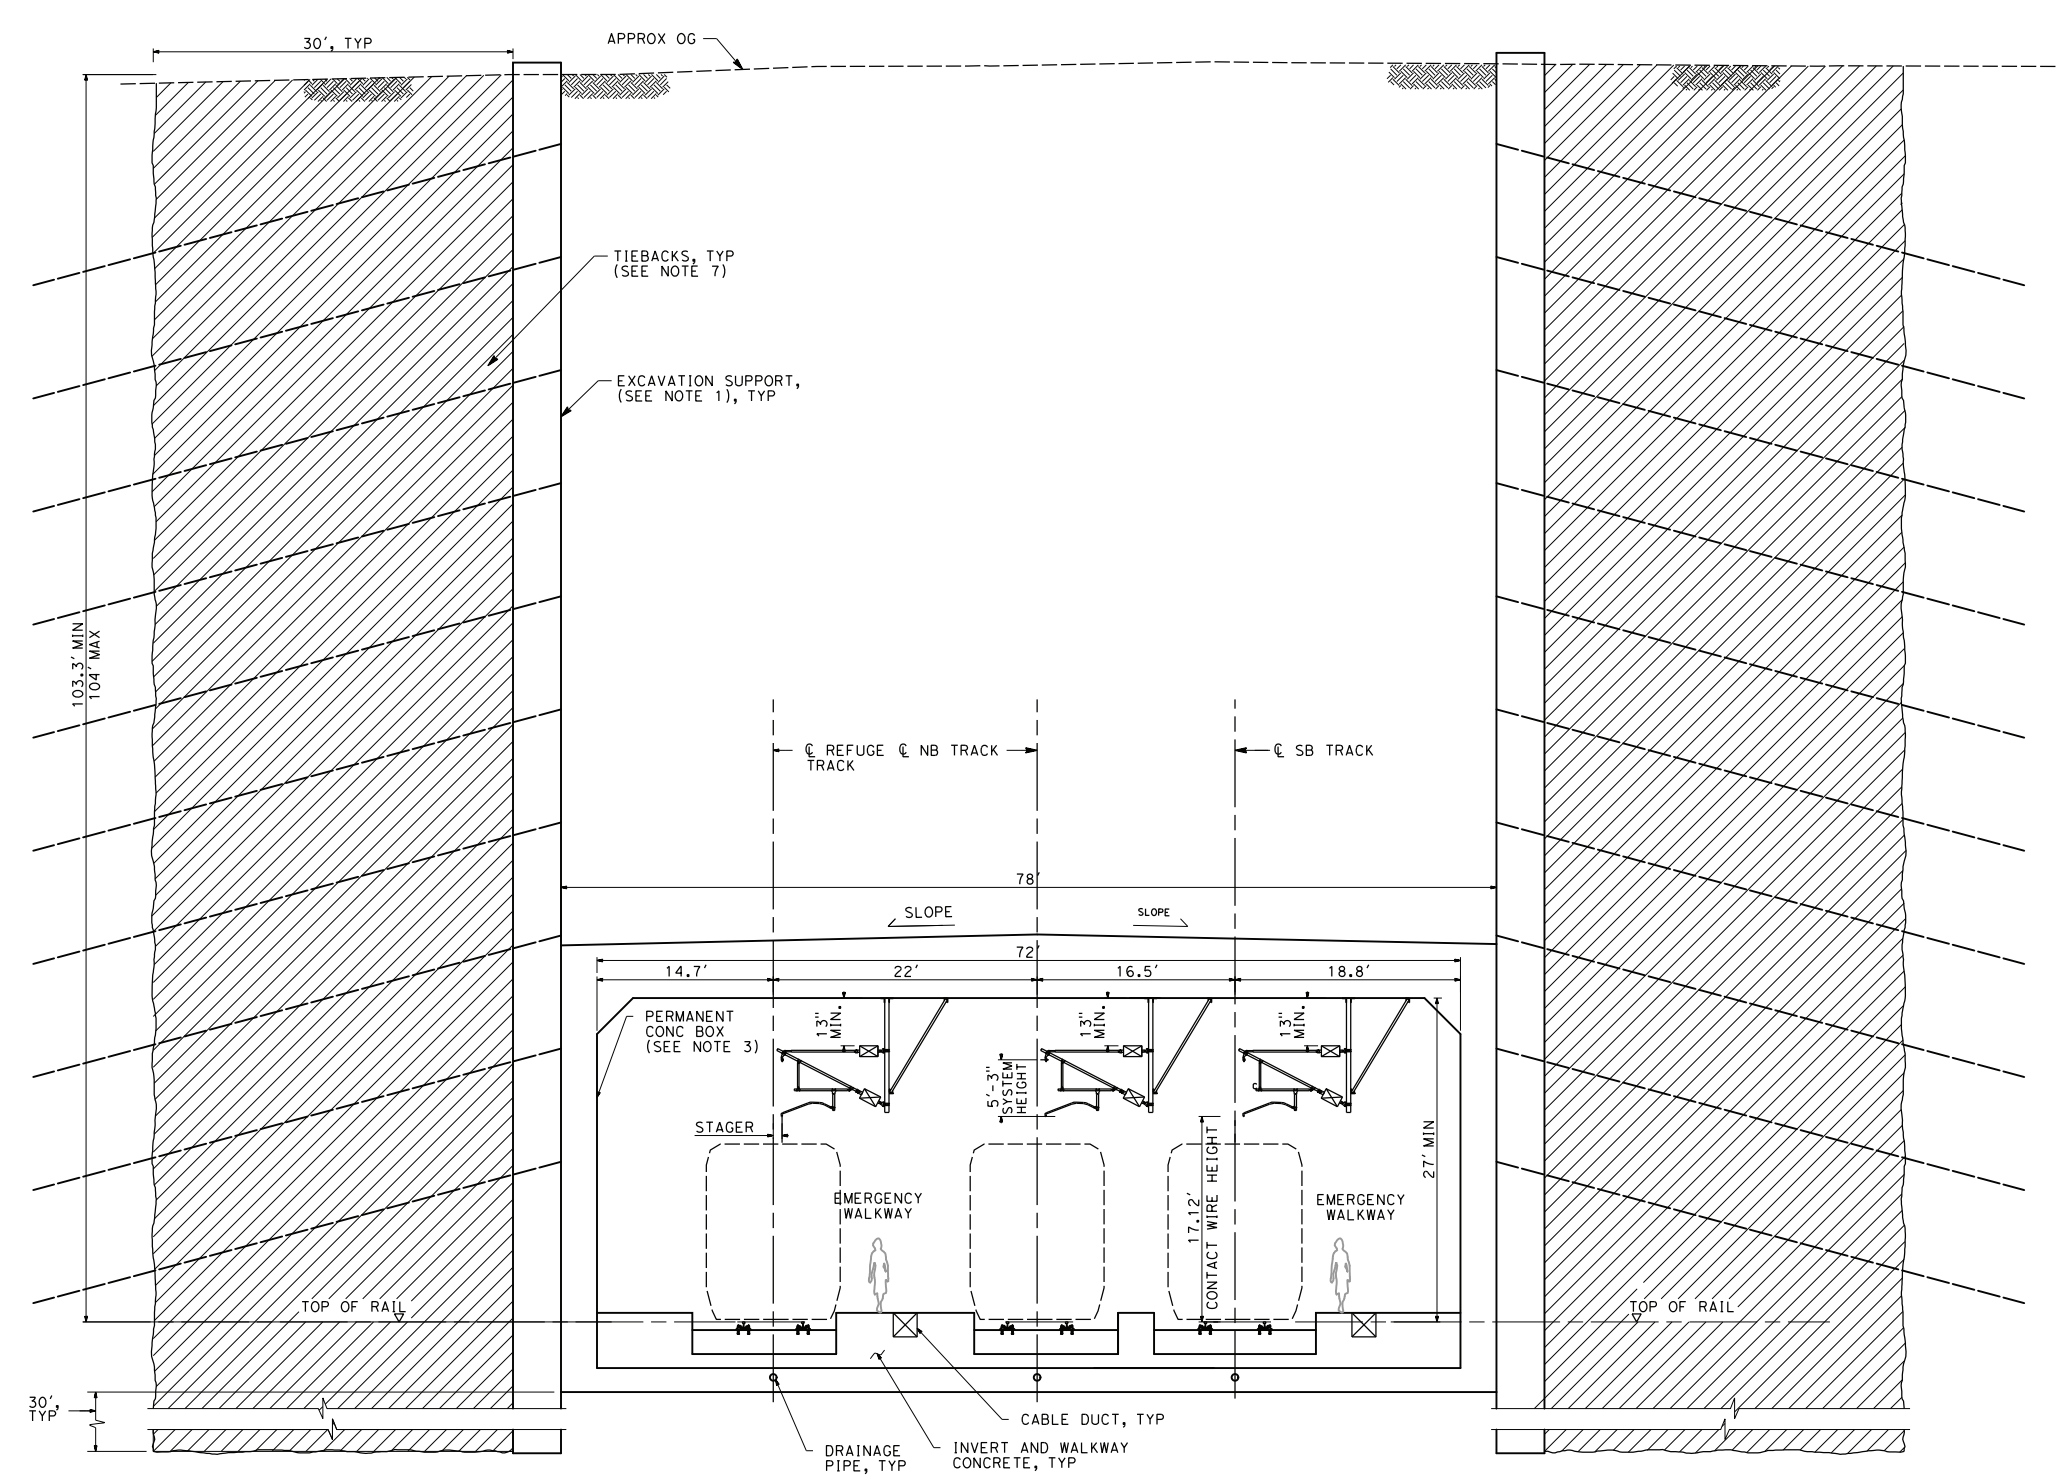 30', TYP
APPROX OG
TIEBACKS, TYP
(SEE NOTE 7)
EXCAVATION SUPPORT,
(SEE NOTE 1), TYP
103.3' MIN
104' MAX
℄ REFUGE
TRACK
℄ NB TRACK
℄ SB TRACK
78'
SLOPE
SLOPE
72'
14.7'
22'
16.5'
18.8'
PERMANENT
CONC BOX
(SEE NOTE 3)
13"
MIN.
13"
MIN.
13"
MIN.
5'-3"
SYSTEM
HEIGHT
STAGER
17.12'
CONTACT WIRE HEIGHT
27' MIN
EMERGENCY
WALKWAY
EMERGENCY
WALKWAY
TOP OF RAIL
TOP OF RAIL
30',
TYP
CABLE DUCT, TYP
DRAINAGE
PIPE, TYP
INVERT AND WALKWAY
CONCRETE, TYP